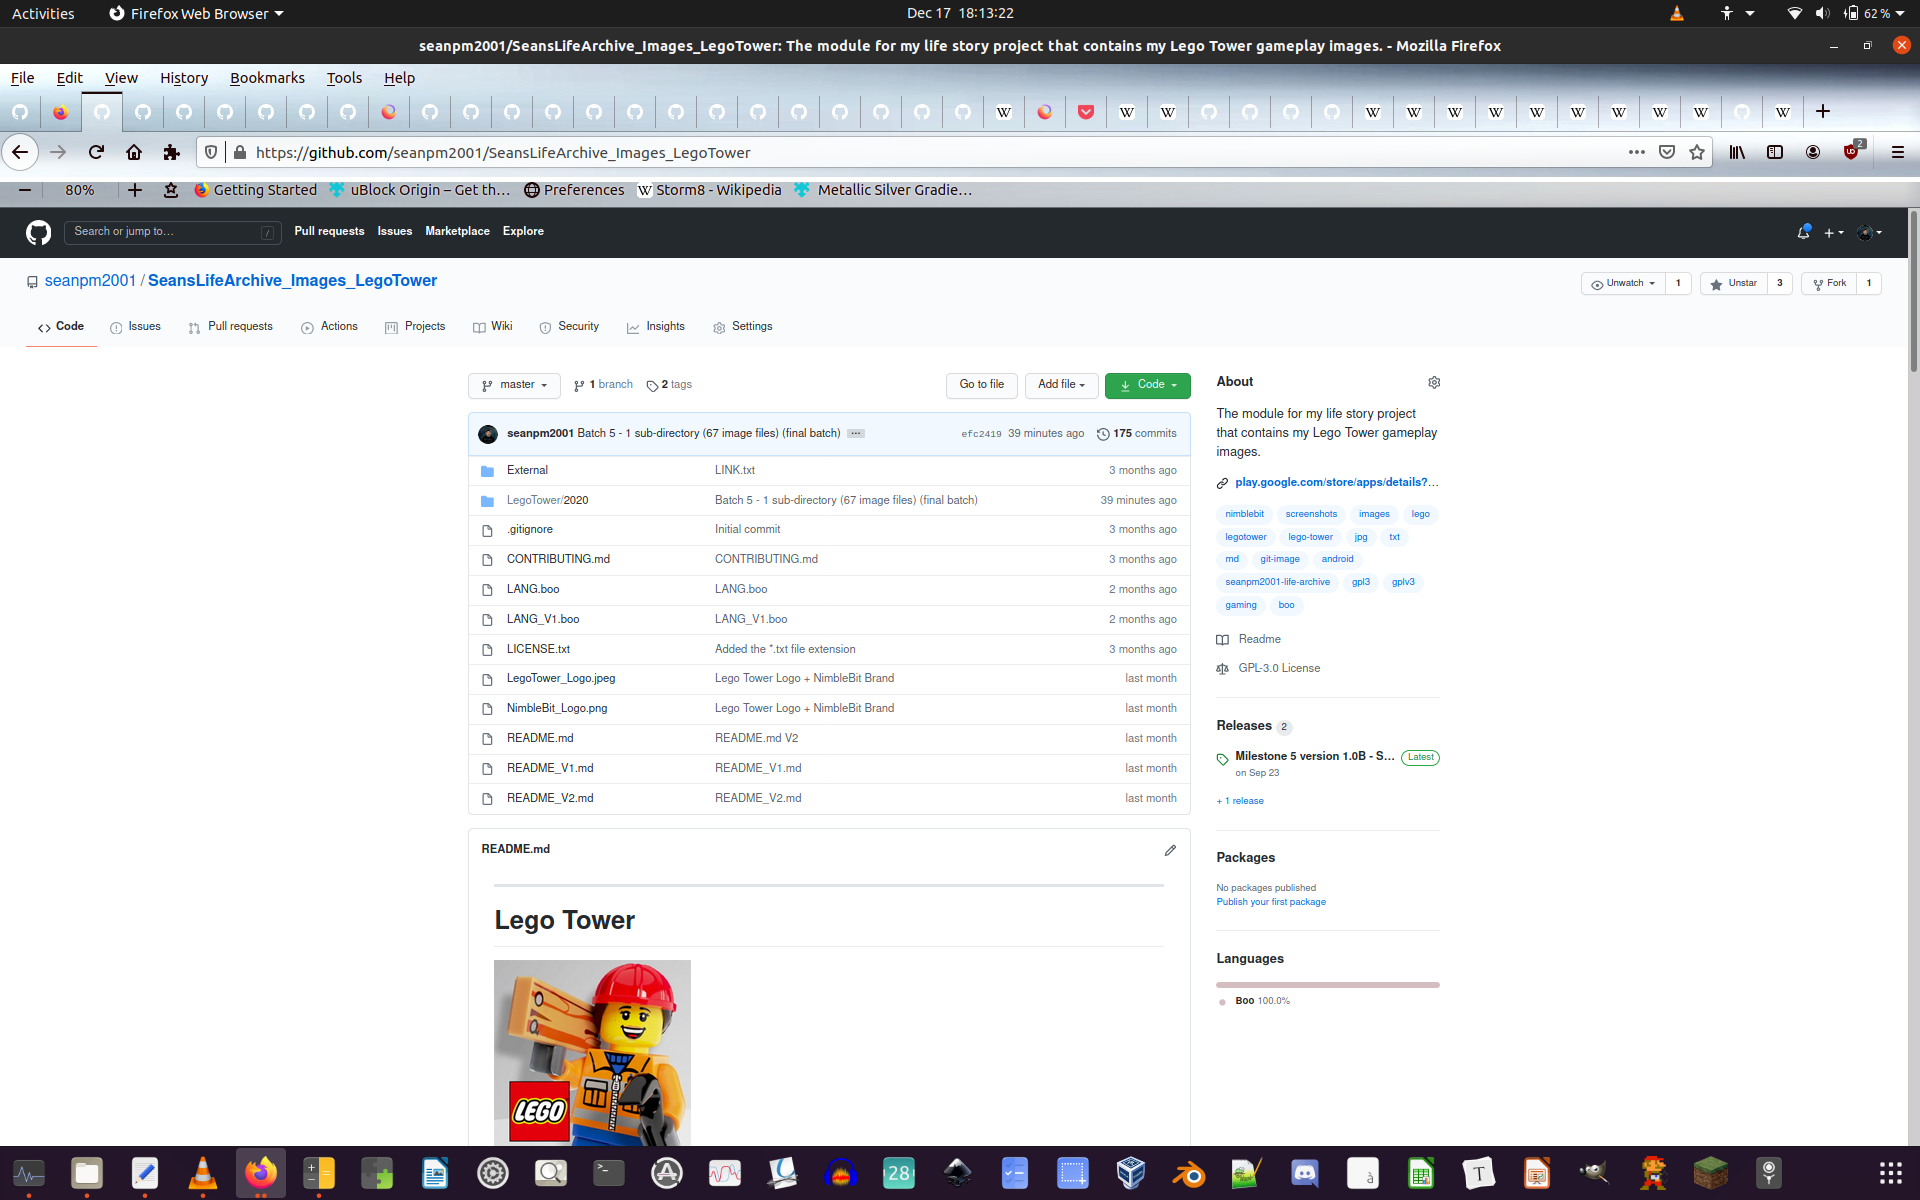 Activities Firefox Web Browser Dec 17 18:13:22 62 %
seanpm2001/SeansLifeArchive_Images_LegoTower: The module for my life story project that contains my Lego Tower gameplay images. - Mozilla Firefox
File Edit View History Bookmarks Tools Help
https://github.com/seanpm2001/SeansLifeArchive_Images_LegoTower 2
80% Getting Started uBlock Origin – Get th… Preferences Storm8 - Wikipedia Metallic Silver Gradie…
Search or jump to… / Pull requests Issues Marketplace Explore
seanpm2001 / SeansLifeArchive_Images_LegoTower Unwatch 1 Unstar 3 Fork 1
Code Issues Pull requests Actions Projects Wiki Security Insights Settings
master 1 branch 2 tags Go to file Add file Code
seanpm2001 Batch 5 - 1 sub-directory (67 image files) (final batch) efc2419 39 minutes ago 175 commits
External LINK.txt 3 months ago
LegoTower/2020 Batch 5 - 1 sub-directory (67 image files) (final batch) 39 minutes ago
.gitignore Initial commit 3 months ago
CONTRIBUTING.md CONTRIBUTING.md 3 months ago
LANG.boo LANG.boo 2 months ago
LANG_V1.boo LANG_V1.boo 2 months ago
LICENSE.txt Added the *.txt file extension 3 months ago
LegoTower_Logo.jpeg Lego Tower Logo + NimbleBit Brand last month
NimbleBit_Logo.png Lego Tower Logo + NimbleBit Brand last month
README.md README.md V2 last month
README_V1.md README_V1.md last month
README_V2.md README_V2.md last month
README.md
Lego Tower
LEGO
About
The module for my life story project
that contains my Lego Tower gameplay
images.
play.google.com/store/apps/details?…
nimblebit screenshots images lego
legotower lego-tower jpg txt
md git-image android
seanpm2001-life-archive gpl3 gplv3
gaming boo
Readme
GPL-3.0 License
Releases 2
Milestone 5 version 1.0B - S… Latest
on Sep 23
+ 1 release
Packages
No packages published
Publish your first package
Languages
Boo 100.0%
28